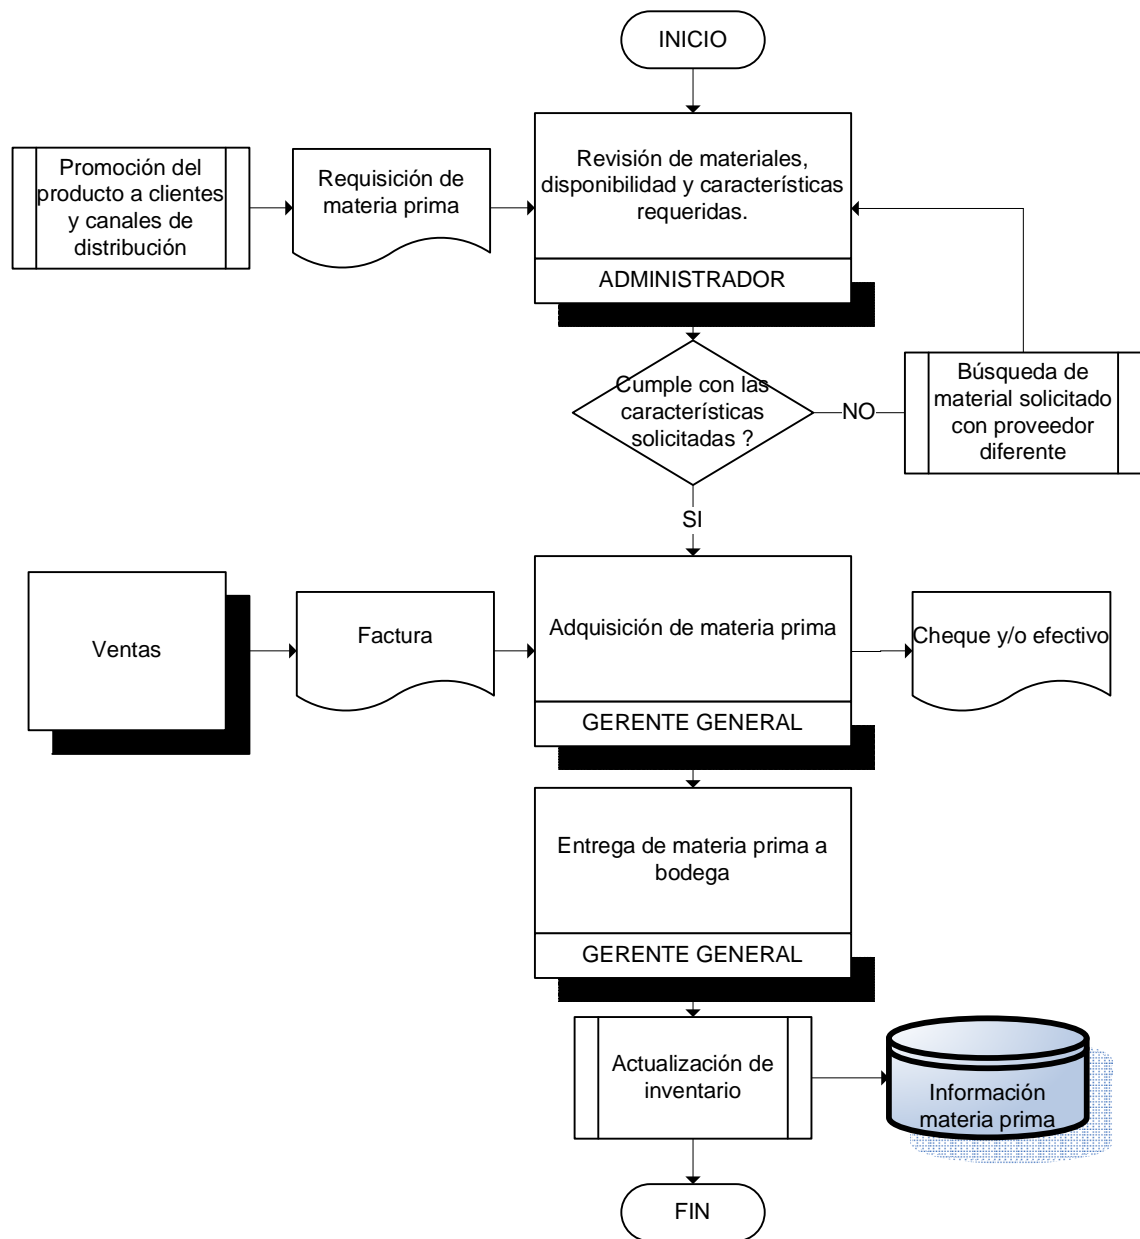 INICIO
Promoción del
producto a clientes
y canales de
distribución
Requisición de
materia prima
Revisión de materiales,
disponibilidad y características
requeridas.
ADMINISTRADOR
Cumple con las
características
solicitadas ?
NO
Búsqueda de
material solicitado
con proveedor
diferente
SI
Ventas
Factura
Adquisición de materia prima
GERENTE GENERAL
Cheque y/o efectivo
Entrega de materia prima a
bodega
GERENTE GENERAL
Actualización de
inventario
Información
materia prima
FIN